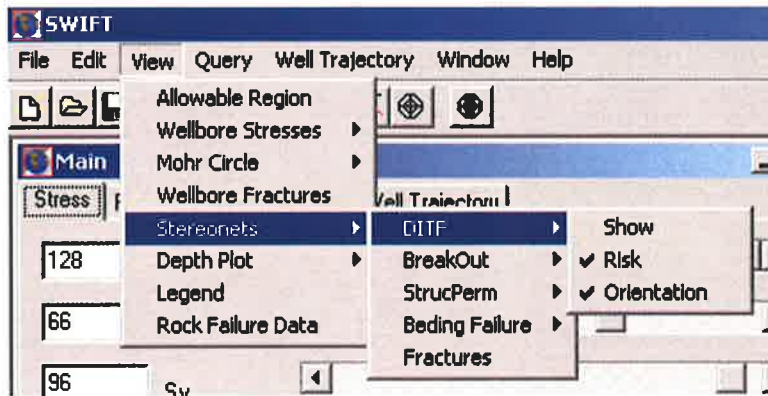 SWIFT
File Edit View Query Well Trajectory Window Help
Allowable Region
Wellbore Stresses
Mohr Circle
Wellbore Fractures
Stereonets
Depth Plot
Legend
Rock Failure Data
DITF
BreakOut
StrucPerm
Beding Failure
Fractures
Show
Risk
Orientation
Main
Stress
Well Trajectory
128
66
96 Sv